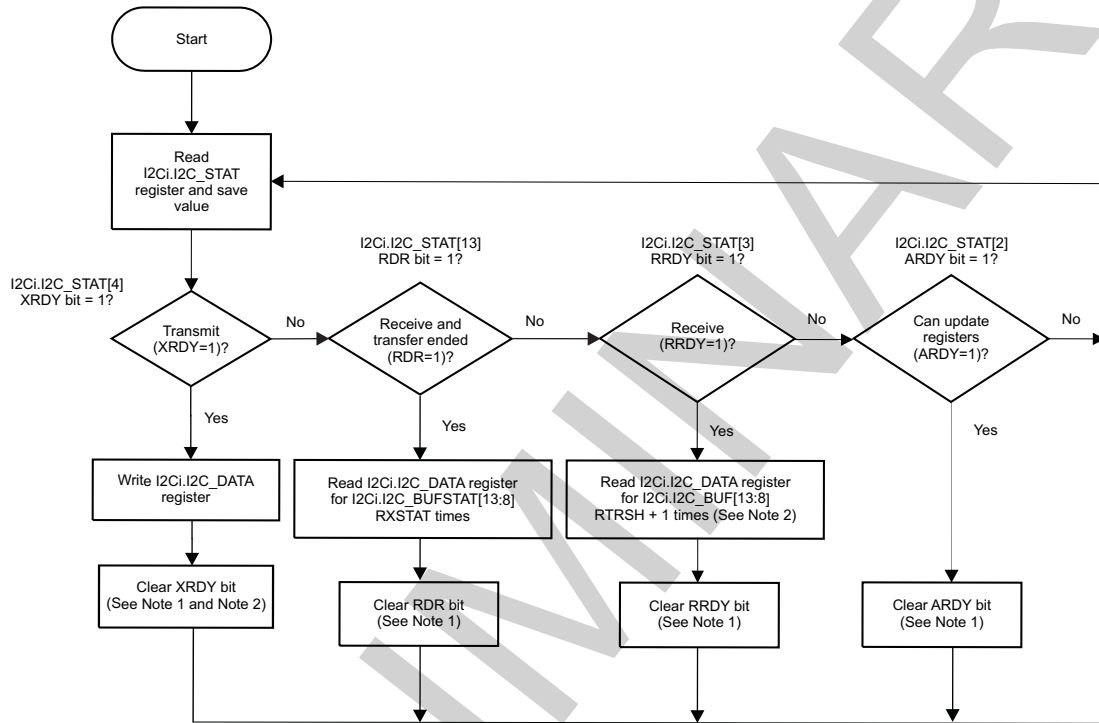 Start
Read
I2Ci.I2C_STAT
register and save
value
I2Ci.I2C_STAT[4]
XRDY bit = 1?
Transmit
(XRDY=1)?
No
Yes
I2Ci.I2C_STAT[13]
RDR bit = 1?
Receive and
transfer ended
(RDR=1)?
No
Yes
I2Ci.I2C_STAT[3]
RRDY bit = 1?
Receive
(RRDY=1)?
No
Yes
I2Ci.I2C_STAT[2]
ARDY bit = 1?
Can update
registers
(ARDY=1)?
No
Yes
Write I2Ci.I2C_DATA
register
Read I2Ci.I2C_DATA register
for I2Ci.I2C_BUFSTAT[13:8]
RXSTAT times
Read I2Ci.I2C_DATA register
for I2Ci.I2C_BUF[13:8]
RTRSH + 1 times (See Note 2)
Clear XRDY bit
(See Note 1 and Note 2)
Clear RDR bit
(See Note 1)
Clear RRDY bit
(See Note 1)
Clear ARDY bit
(See Note 1)
IMINAR